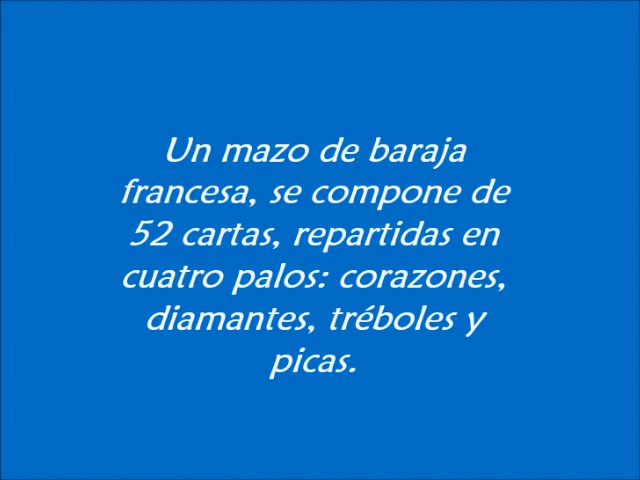 Un mazo de baraja
francesa, se compone de
52 cartas, repartidas en
cuatro palos: corazones,
diamantes, tréboles y
picas.